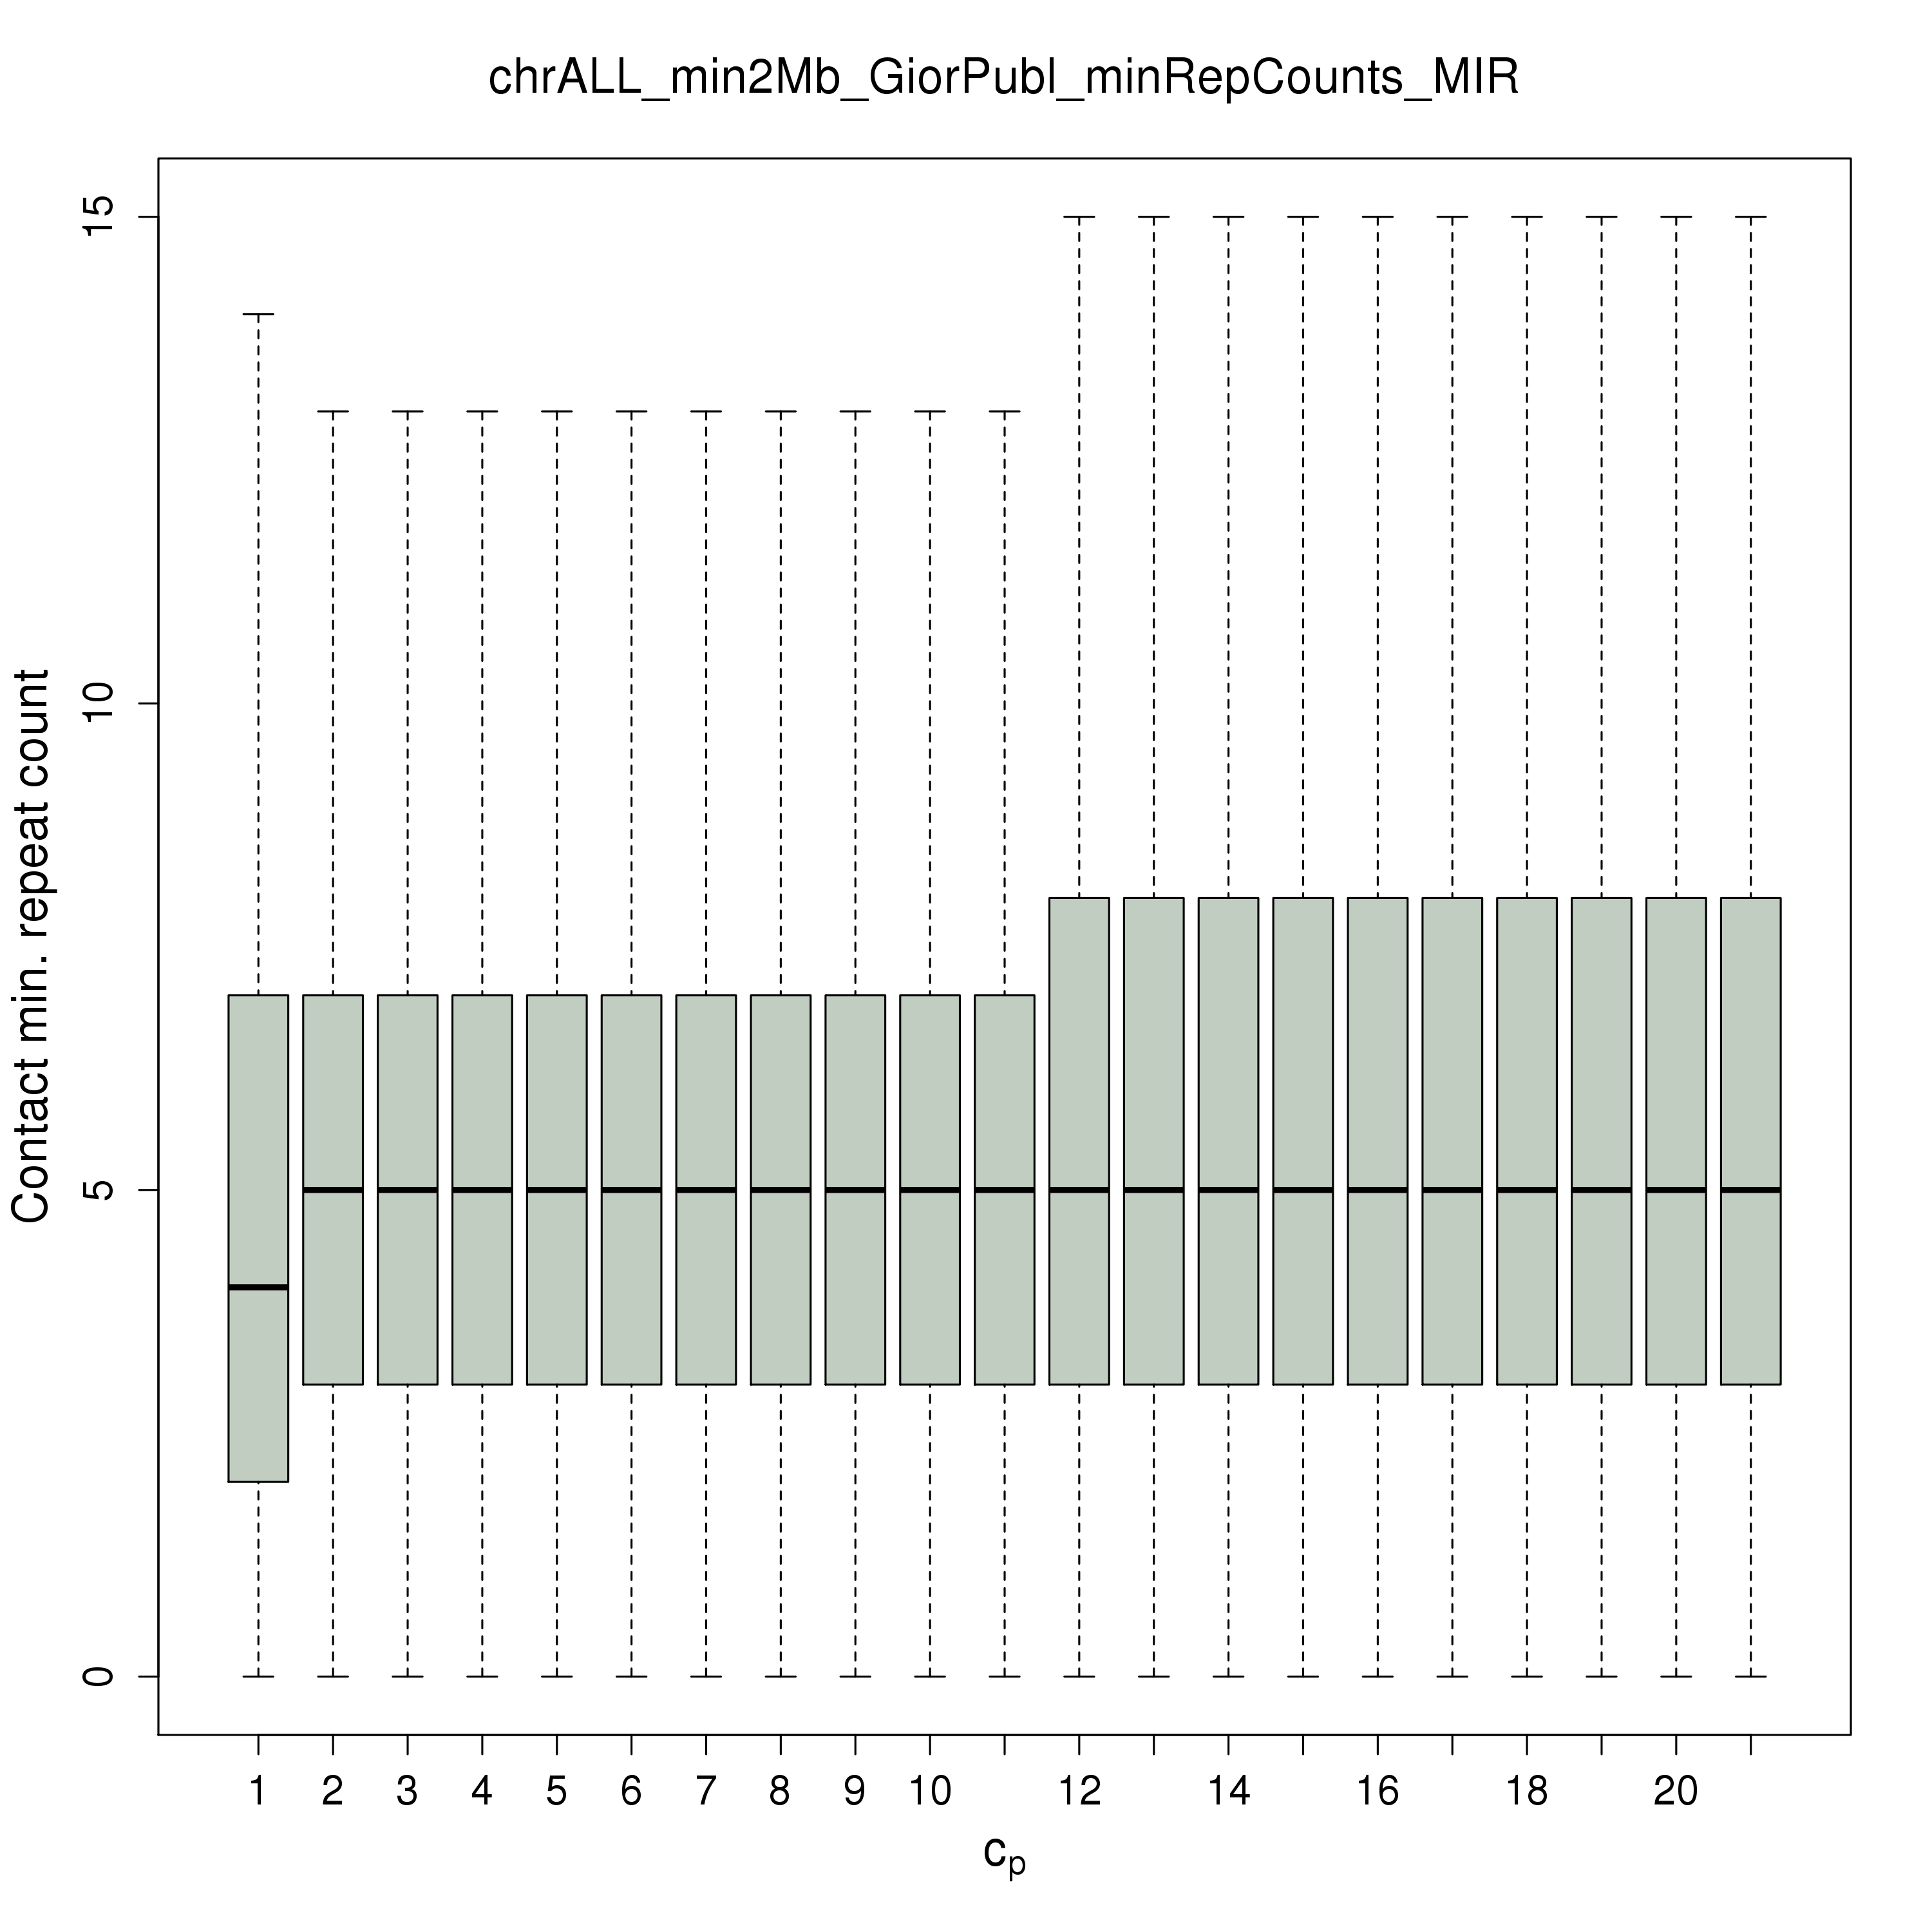 chrALL_min2Mb_GiorPubl_minRepCounts_MIR
Contact min. repeat count
15
10
5
0
1 2 3 4 5 6 7 8 9 10 12 14 16 18 20
cp